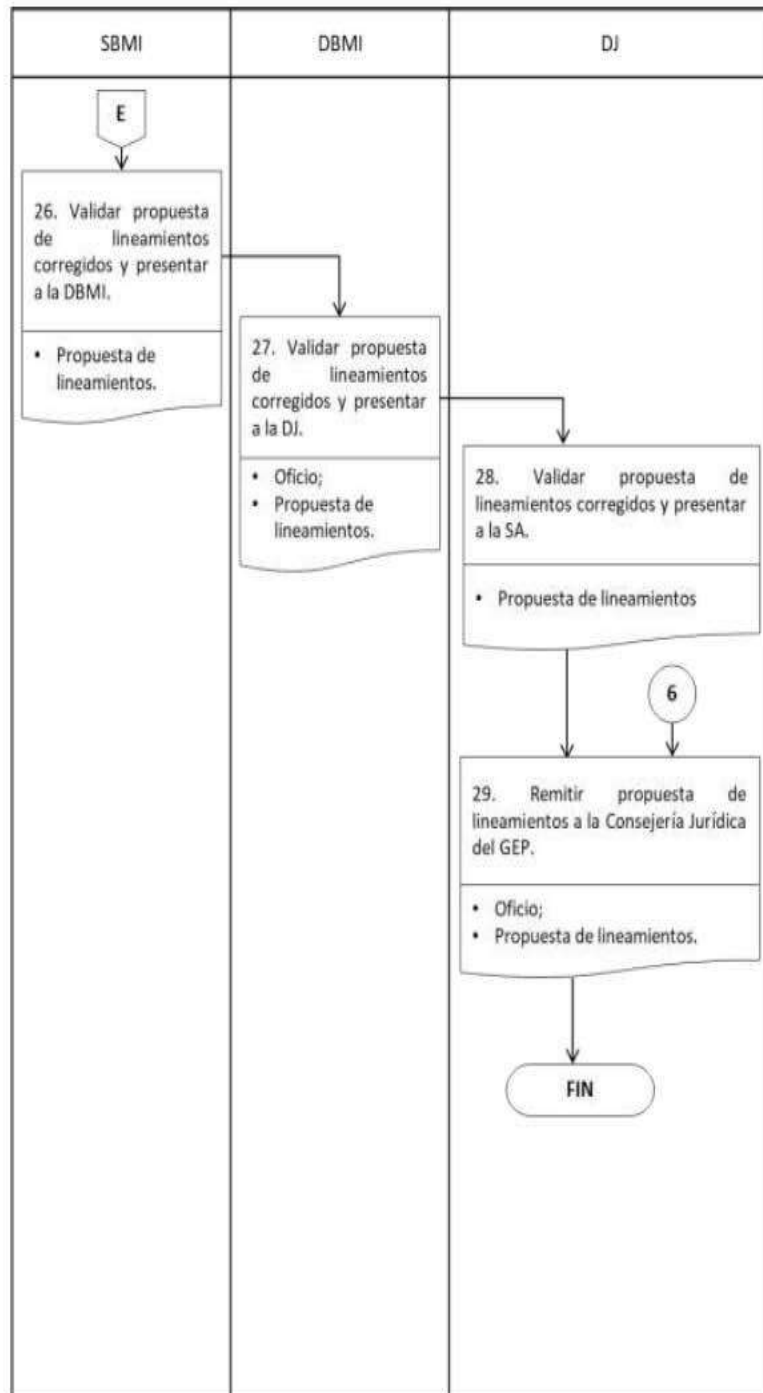 SBMI
DBMI
DJ
E
26. Validar propuesta
de lineamientos
corregidos y presentar
a la DBMI.
• Propuesta de
lineamientos.
27. Validar propuesta
de lineamientos
corregidos y presentar
a la DJ.
• Oficio;
• Propuesta de
lineamientos.
28. Validar propuesta de
lineamientos corregidos y presentar
a la SA.
• Propuesta de lineamientos
6
29. Remitir propuesta de
lineamientos a la Consejería Jurídica
del GEP.
• Oficio;
• Propuesta de lineamientos.
FIN